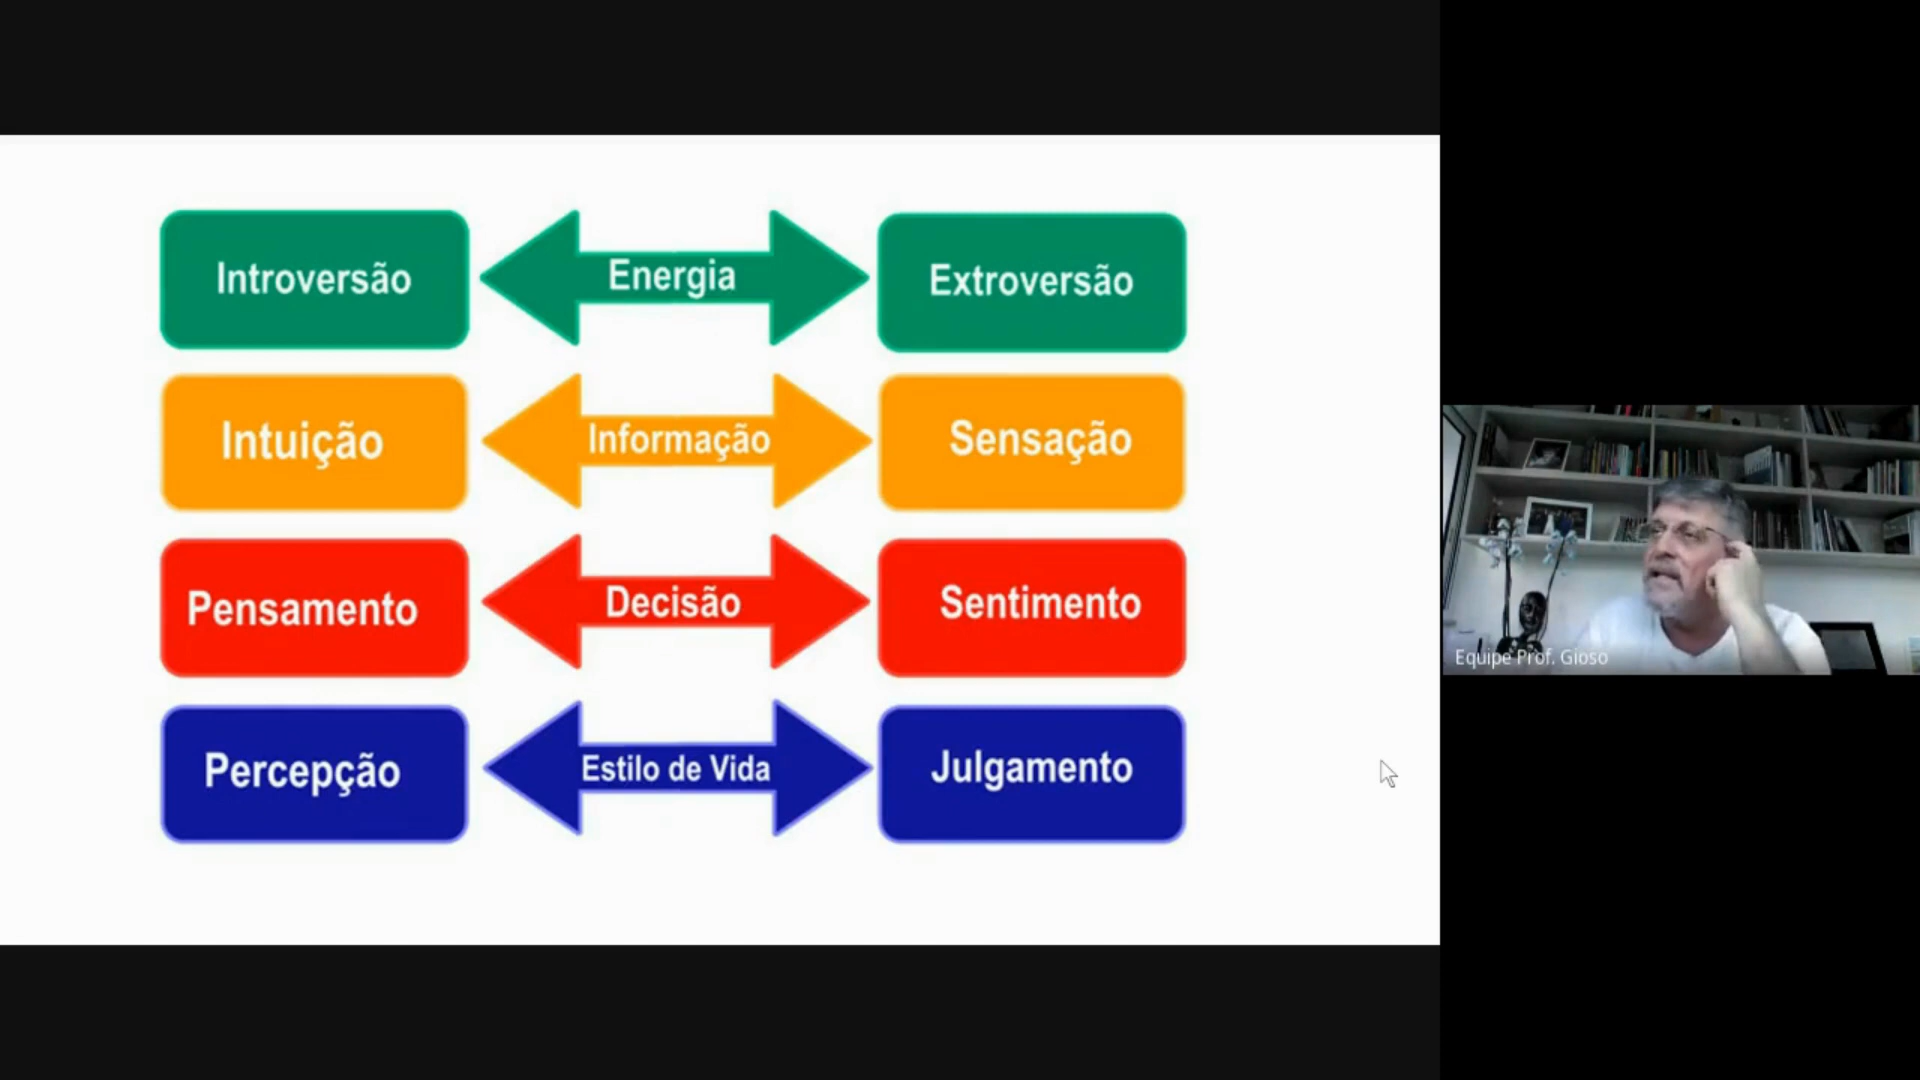 Introversão
Energia
Extroversão
Intuição
Informação
Sensação
Pensamento
Decisão
Sentimento
Percepção
Estilo de Vida
Julgamento
Equipe Prof. Gioso